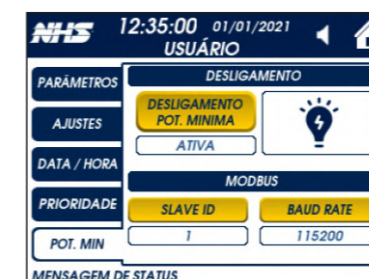 NHS
12:35:00 01/01/2021
USUÁRIO
PARÂMETROS
AJUSTES
DATA / HORA
PRIORIDADE
POT. MIN
DESLIGAMENTO
DESLIGAMENTO
POT. MINIMA
ATIVA
MODBUS
SLAVE ID
BAUD RATE
1
115200
MENSAGEM DE STATUS